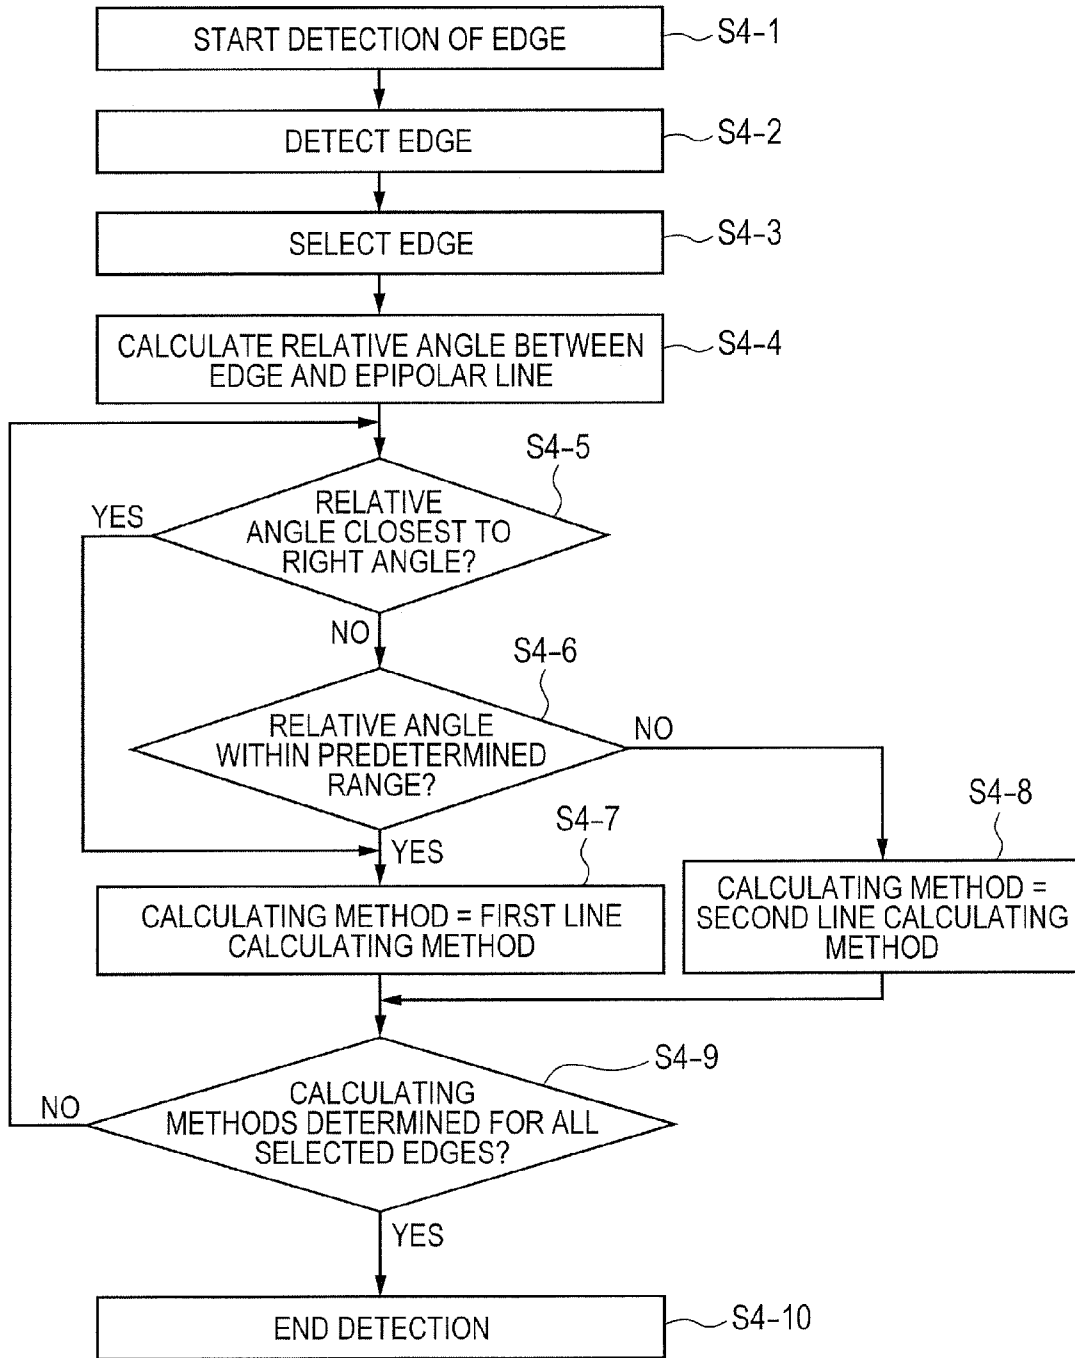 START DETECTION OF EDGE
S4-1
DETECT EDGE
S4-2
SELECT EDGE
S4-3
CALCULATE RELATIVE ANGLE BETWEEN
EDGE AND EPIPOLAR LINE
S4-4
S4-5
RELATIVE
ANGLE CLOSEST TO
RIGHT ANGLE?
YES
NO
S4-6
RELATIVE ANGLE
WITHIN PREDETERMINED
RANGE?
NO
YES
S4-7
CALCULATING METHOD = FIRST LINE
CALCULATING METHOD
S4-8
CALCULATING METHOD =
SECOND LINE CALCULATING
METHOD
S4-9
CALCULATING
METHODS DETERMINED FOR ALL
SELECTED EDGES?
NO
YES
END DETECTION
S4-10